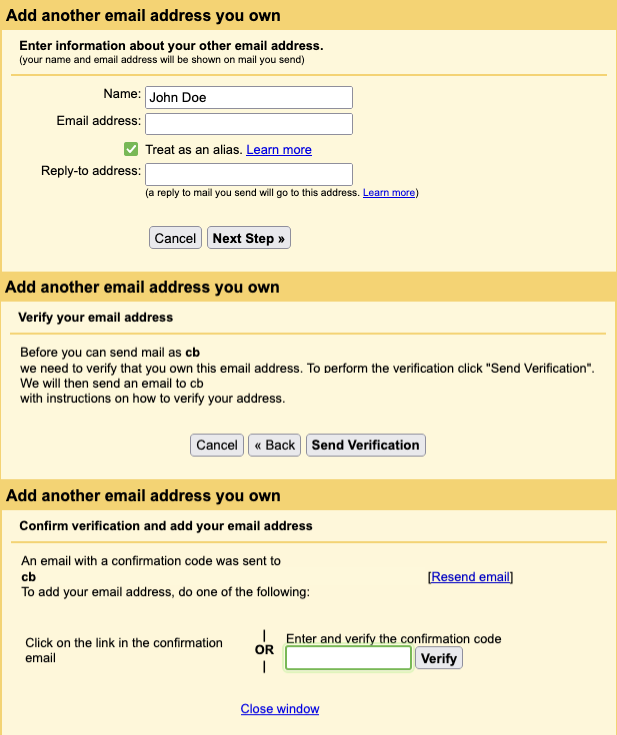 Add another email address you own
Enter information about your other email address.
(your name and email address will be shown on mail you send)
Name: John Doe
Email address:
Treat as an alias. Learn more
Reply-to address:
(a reply to mail you send will go to this address. Learn more)
Cancel Next Step »
Add another email address you own
Verify your email address
Before you can send mail as cb
we need to verify that you own this email address. To perform the verification click "Send Verification".
We will then send an email to cb
with instructions on how to verify your address.
Cancel « Back Send Verification
Add another email address you own
Confirm verification and add your email address
An email with a confirmation code was sent to
cb
[Resend email]
To add your email address, do one of the following:
Click on the link in the confirmation
email
|
OR
|
Enter and verify the confirmation code
Verify
Close window